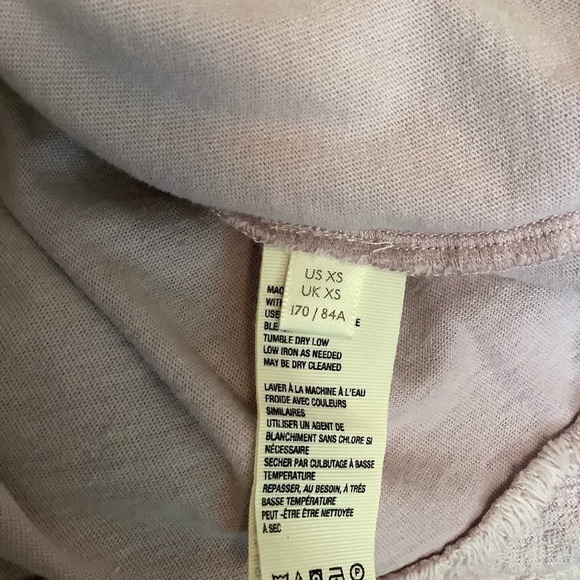 US XS
UK XS
170 / 84A
TUMBLE DRY LOW
LOW IRON AS NEEDED
MAY BE DRY CLEANED
LAVER À LA MACHINE À L'EAU
FROIDE AVEC COULEURS
SIMILAIRES
UTILISER UN AGENT DE
BLANCHIMENT SANS CHLORE SI
NÉCESSAIRE
SECHER PAR CULBUTAGE À BASSE
TEMPERATURE
REPASSER, AU BESOIN, À TRÈS
BASSE TEMPÉRATURE
PEUT -ÊTRE ÊTRE NETTOYÉE
À SEC